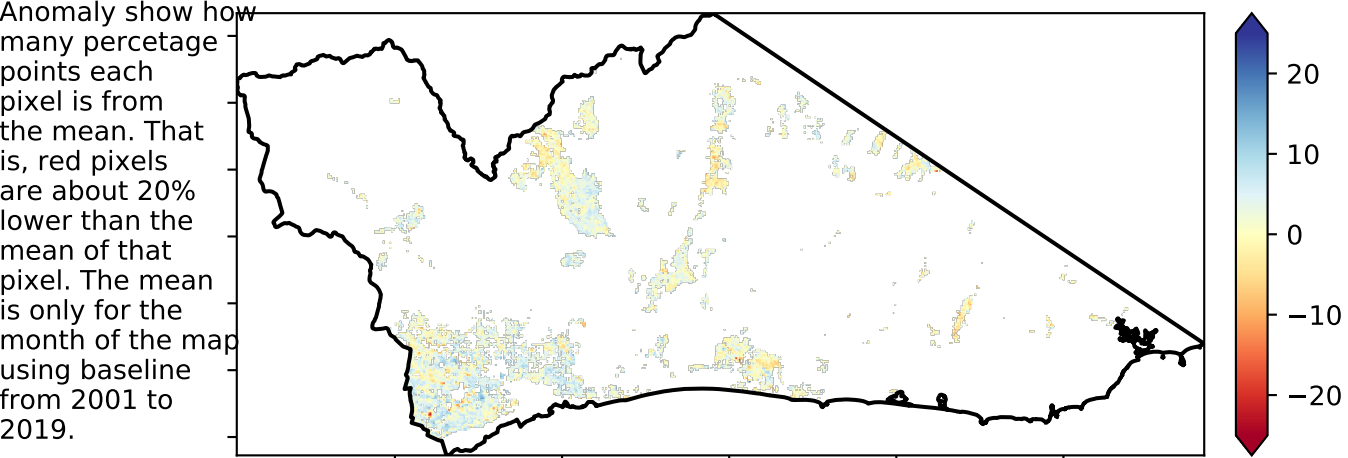 Anomaly show how
many percetage
points each
pixel is from
the mean. That
is, red pixels
are about 20%
lower than the
mean of that
pixel. The mean
is only for the
month of the map
using baseline
from 2001 to
2019.
20
10
0
−10
−20